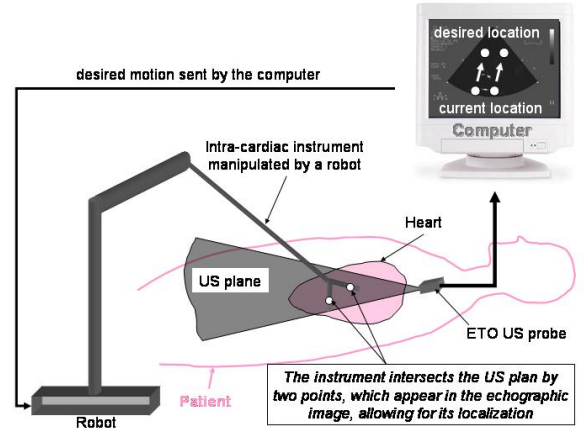 desired location
current location
Computer
desired motion sent by the computer
Intra-cardiac instrument
manipulated by a robot
Heart
US plane
ETO US probe
The instrument intersects the US plan by
two points, which appear in the echographic
image, allowing for its localization
Patient
Robot